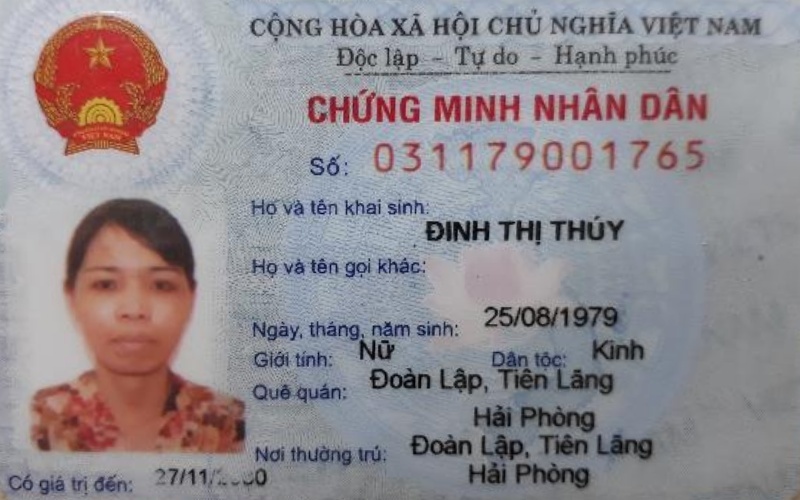 CỘNG HÒA XÃ HỘI CHỦ NGHĨA VIỆT NAM
Độc lập - Tự do - Hạnh phúc
CHỨNG MINH NHÂN DÂN
Số: 031179001765
Họ và tên khai sinh:
ĐINH THỊ THÚY
Họ và tên gọi khác:
Ngày, tháng, năm sinh: 25/08/1979
Giới tính: Nữ Dân tộc: Kinh
Quê quán: Đoàn Lập, Tiên Lãng
Hải Phòng
Nơi thường trú: Đoàn Lập, Tiên Lãng
Hải Phòng
Có giá trị đến: 27/11/